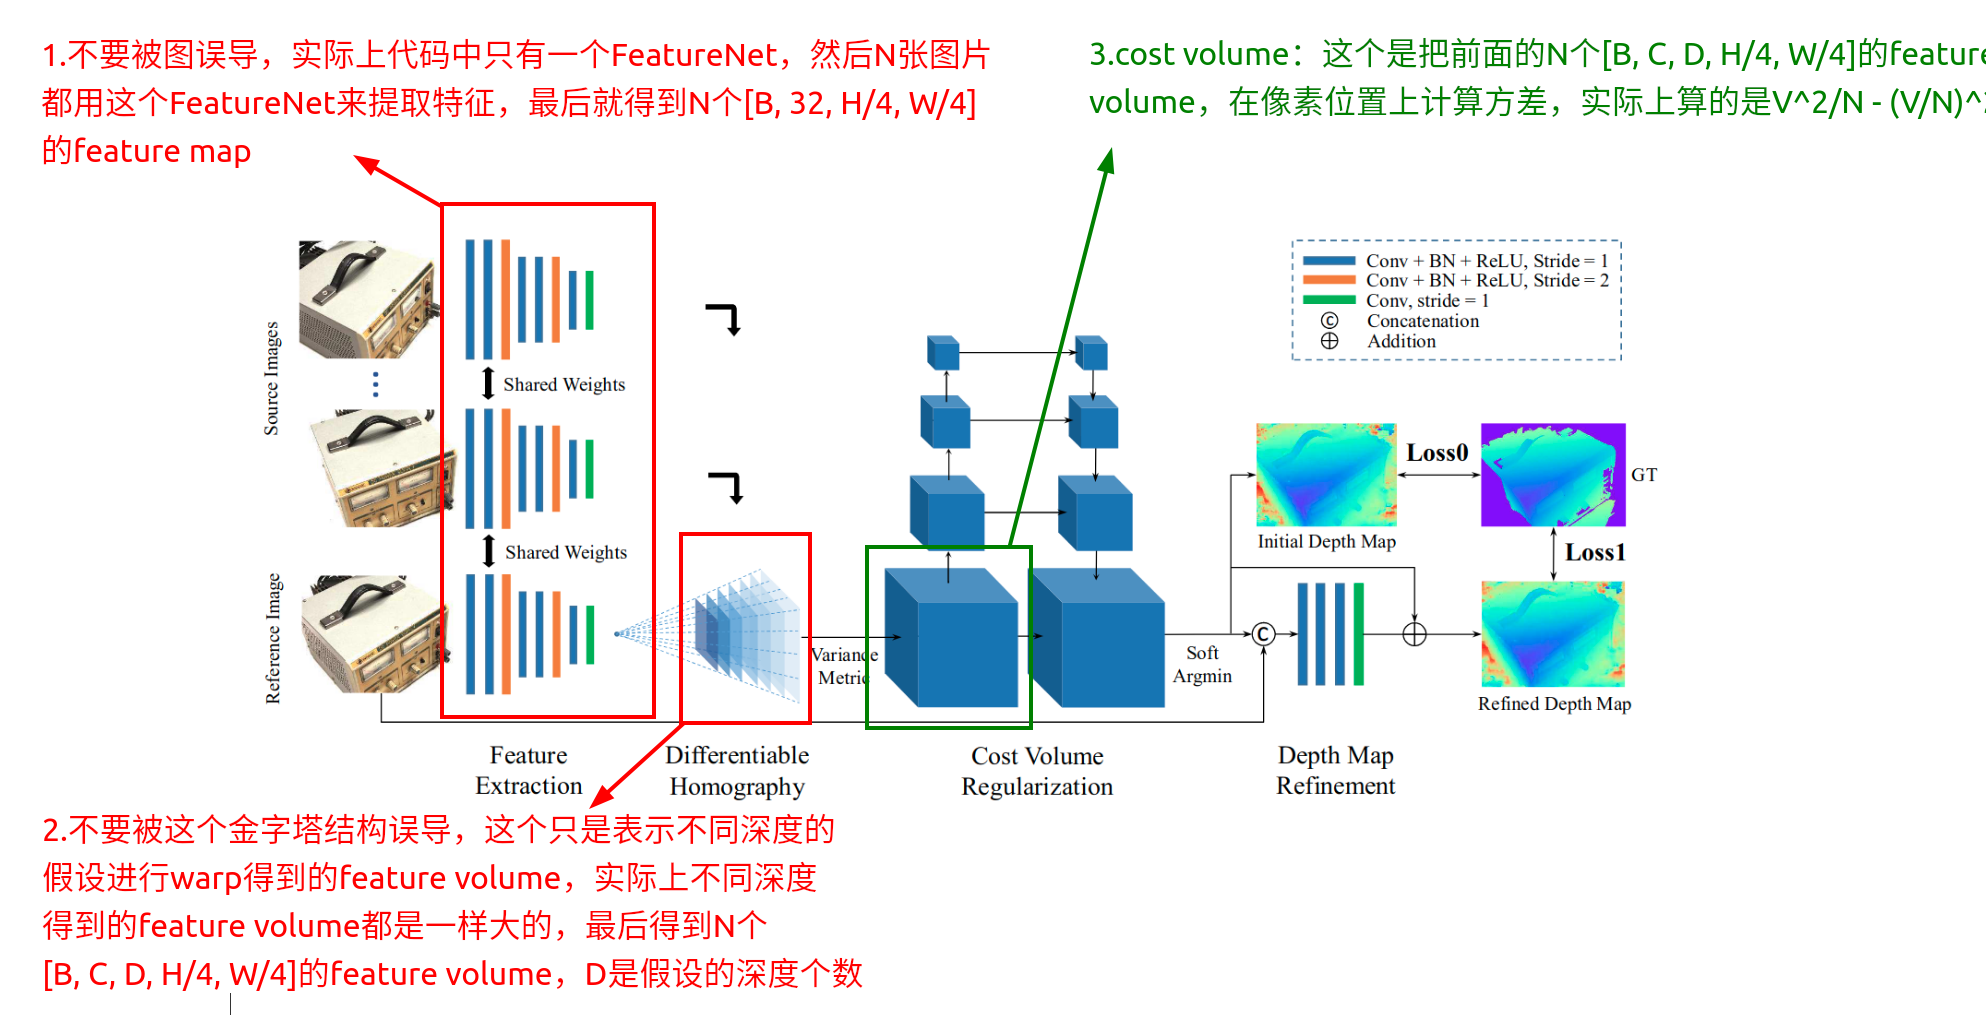 1.不要被图误导，实际上代码中只有一个FeatureNet，然后N张图片
都用这个FeatureNet来提取特征，最后就得到N个[B, 32, H/4, W/4]
的feature map
3.cost volume：这个是把前面的N个[B, C, D, H/4, W/4]的feature
volume，在像素位置上计算方差，实际上算的是V^2/N - (V/N)^
Source Images
Reference Image
Shared Weights
Shared Weights
Conv + BN + ReLU, Stride = 1
Conv + BN + ReLU, Stride = 2
Conv, stride = 1
C Concatenation
Addition
Variance
Metric
Soft
Argmin
C
Initial Depth Map
Loss0
GT
Loss1
Refined Depth Map
Feature
Extraction
Differentiable
Homography
Cost Volume
Regularization
Depth Map
Refinement
2.不要被这个金字塔结构误导，这个只是表示不同深度的
假设进行warp得到的feature volume，实际上不同深度
得到的feature volume都是一样大的，最后得到N个
[B, C, D, H/4, W/4]的feature volume，D是假设的深度个数